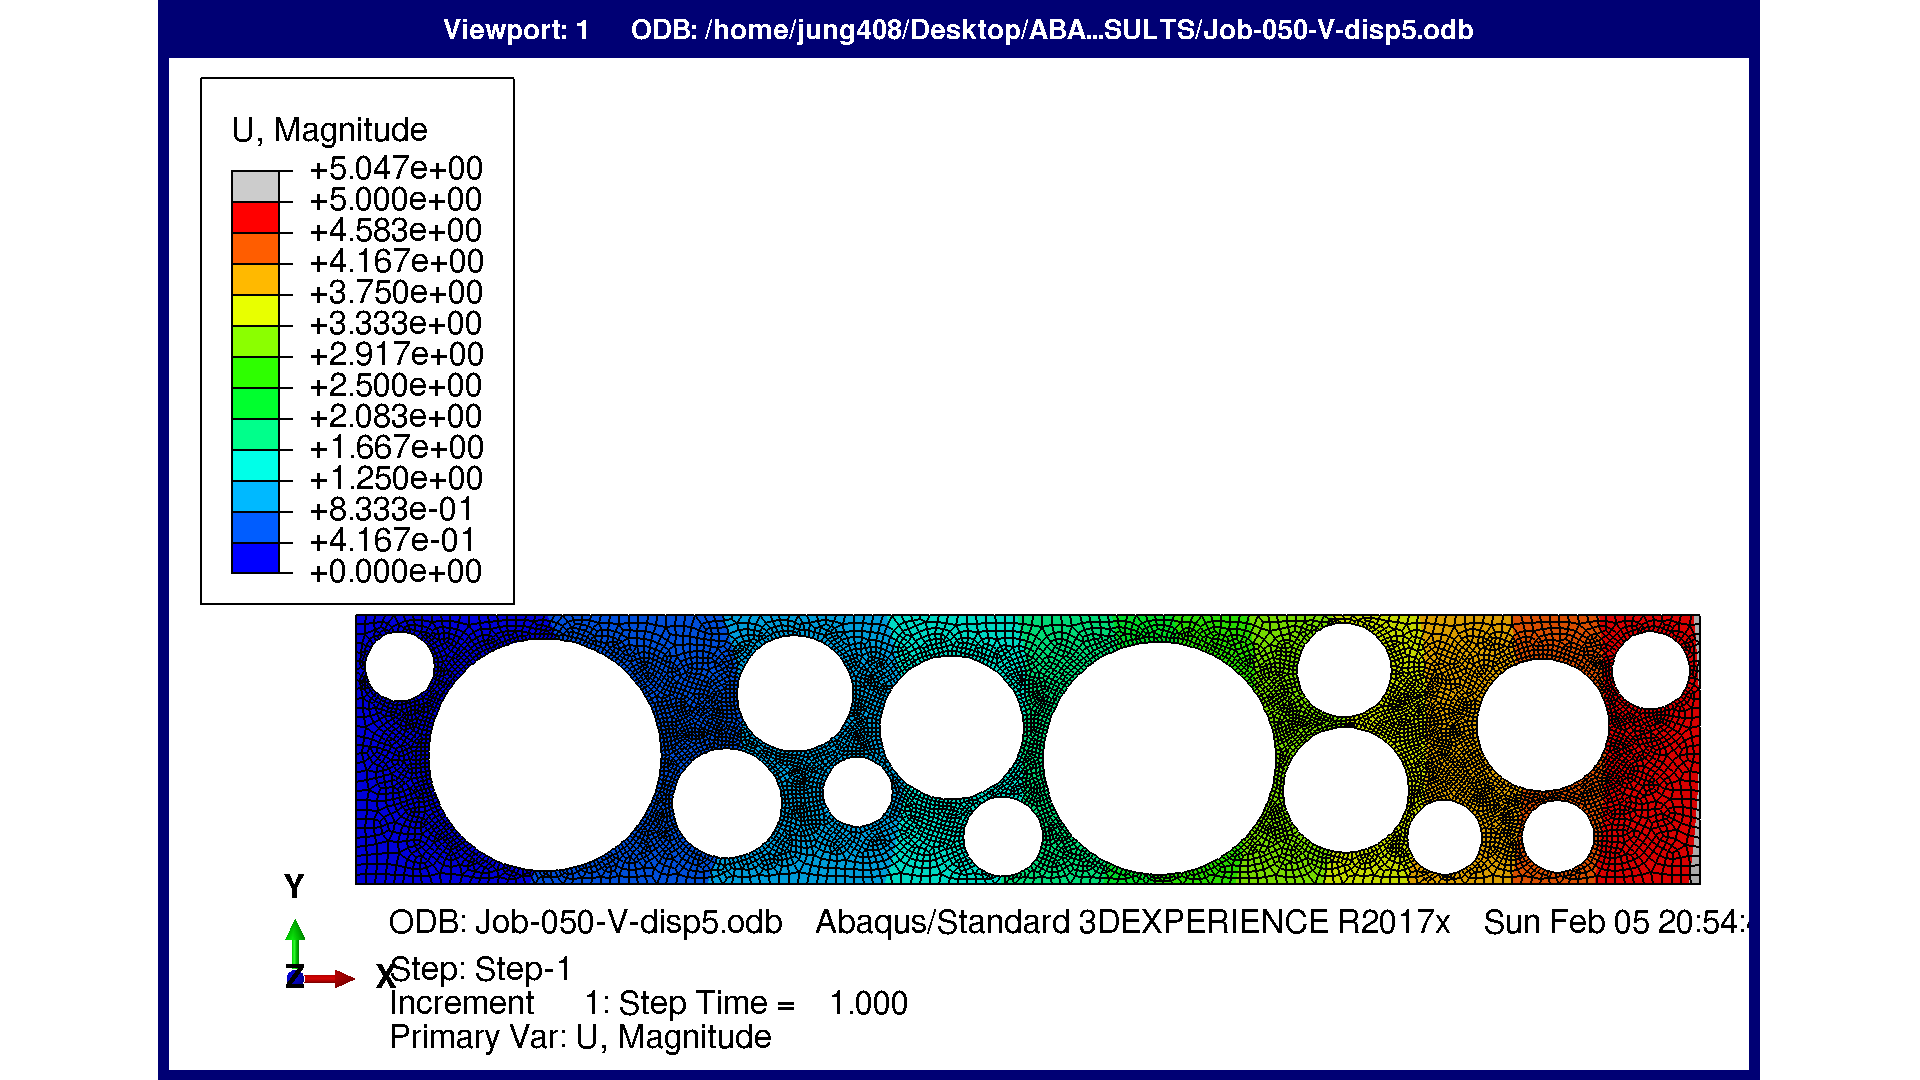 Viewport: 1 ODB: /home/jung408/Desktop/ABA...SULTS/Job-050-V-disp5.odb
U, Magnitude
+5.047e+00
+5.000e+00
+4.583e+00
+4.167e+00
+3.750e+00
+3.333e+00
+2.917e+00
+2.500e+00
+2.083e+00
+1.667e+00
+1.250e+00
+8.333e-01
+4.167e-01
+0.000e+00
Y
Z
X
ODB: Job-050-V-disp5.odb Abaqus/Standard 3DEXPERIENCE R2017x Sun Feb 05 20:54:
Step: Step-1
Increment 1: Step Time = 1.000
Primary Var: U, Magnitude